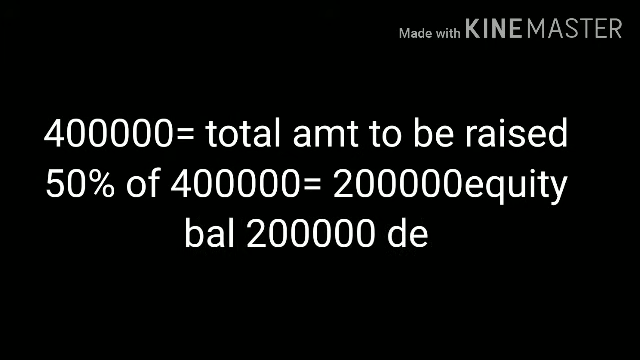 Made with KINEMASTER
400000= total amt to be raised
50% of 400000= 200000equity
bal 200000 de